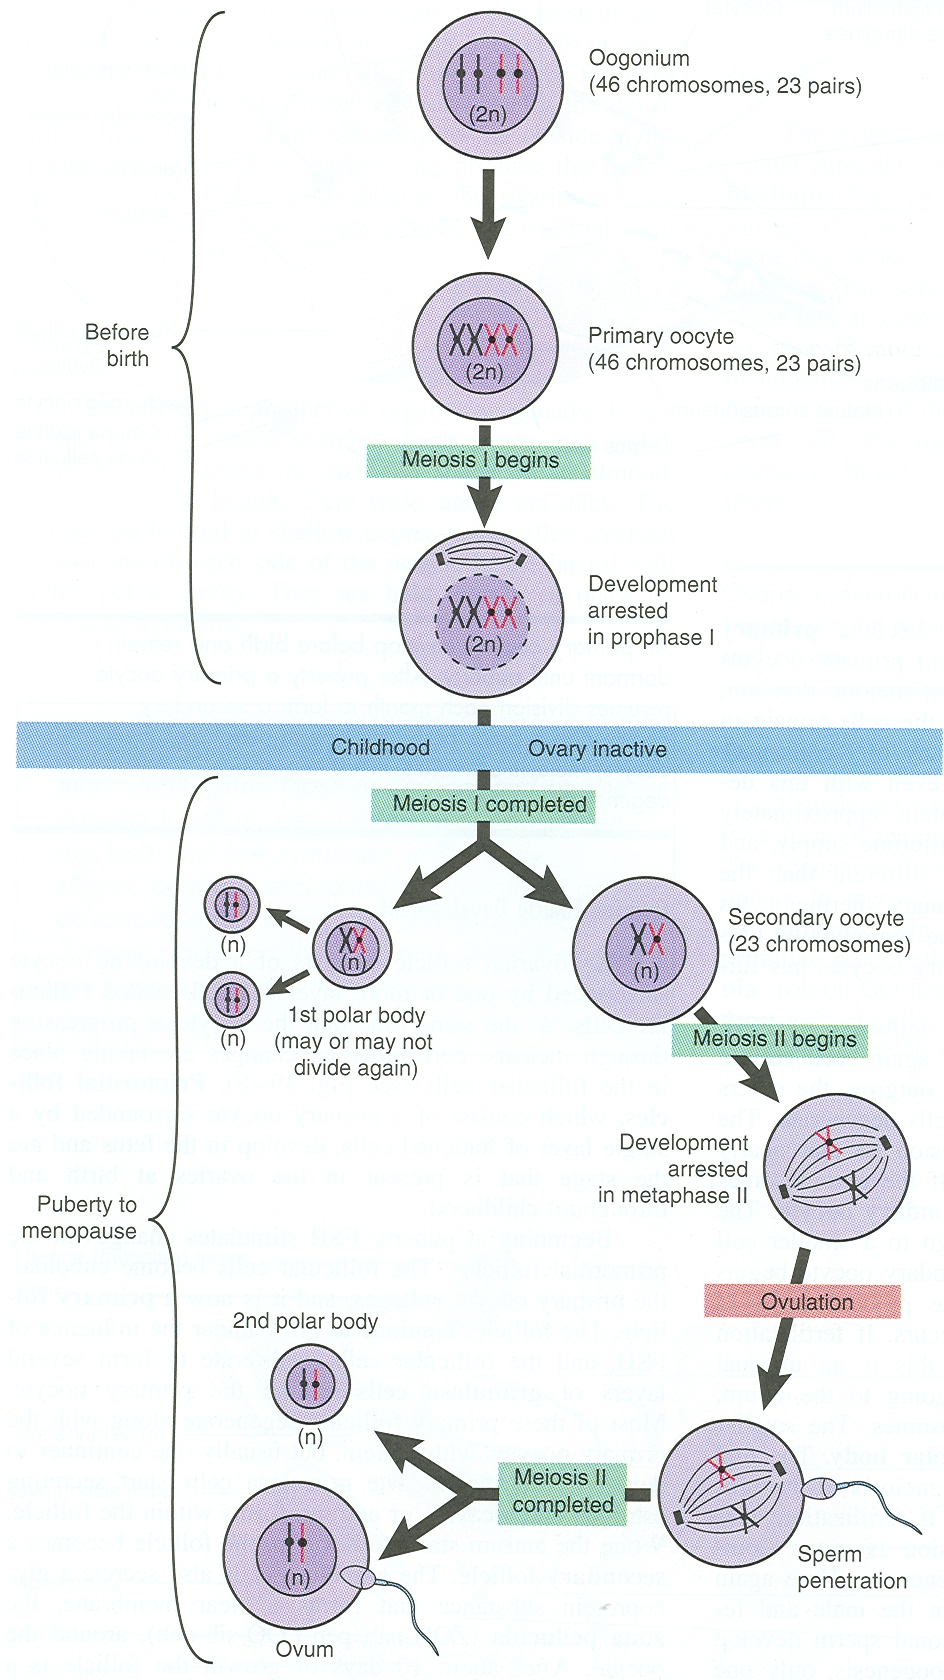 Oogonium
(46 chromosomes, 23 pairs)
(2n)
Before
birth
Primary oocyte
(46 chromosomes, 23 pairs)
(2n)
Meiosis I begins
Development
arrested
in prophase I
(2n)
Childhood
Ovary inactive
Meiosis I completed
(n)
(n)
(n)
1st polar body
(may or may not
divide again)
Secondary oocyte
(23 chromosomes)
(n)
Meiosis II begins
Development
arrested
in metaphase II
Puberty to
menopause
Ovulation
2nd polar body
(n)
Meiosis II
completed
Sperm
penetration
(n)
Ovum